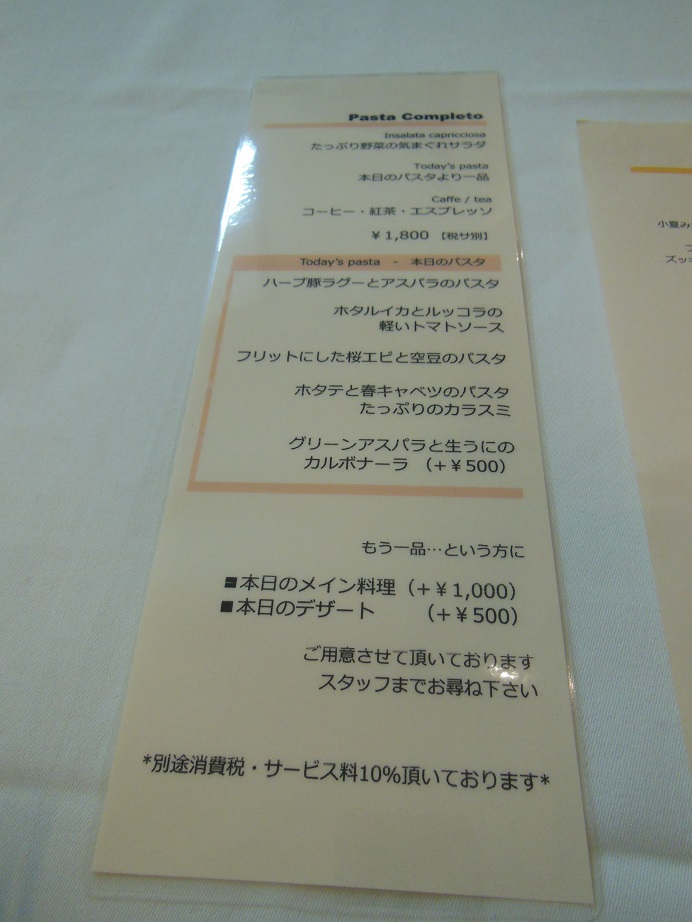 Pasta Completo
Insalata capricciosa
たっぷり野菜の気まぐれサラダ
Today's pasta
本日のパスタより一品
Caffe / tea
コーヒー・紅茶・エスプレッソ
￥1,800 【税サ別】
Today's pasta - 本日のパスタ
ハーブ豚ラグーとアスパラのパスタ
ホタルイカとルッコラの
軽いトマトソース
フリットにした桜エビと空豆のパスタ
ホタテと春キャベツのパスタ
たっぷりのカラスミ
グリーンアスパラと生うにの
カルボナーラ (+￥500)
もう一品…という方に
■本日のメイン料理 (+￥1,000)
■本日のデザート (+￥500)
ご用意させて頂いております
スタッフまでお尋ね下さい
*別途消費税・サービス料10%頂いております*
小夏み
ズッキ